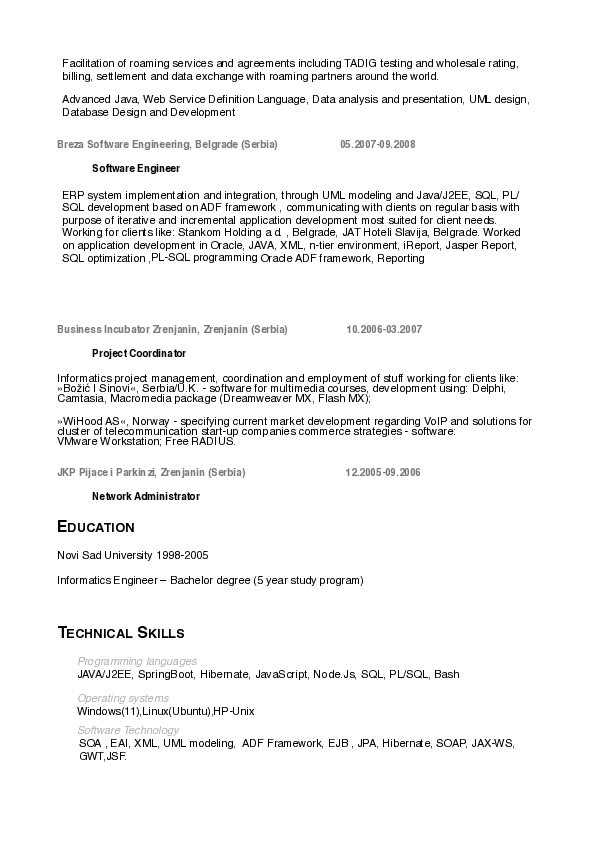 Facilitation of roaming services and agreements including TADIG testing and wholesale rating,
billing, settlement and data exchange with roaming partners around the world.
Advanced Java, Web Service Definition Language, Data analysis and presentation, UML design,
Database Design and Development
Breza Software Engineering, Belgrade (Serbia) 05.2007-09.2008
Software Engineer
ERP system implementation and integration, through UML modeling and Java/J2EE, SQL, PL/
SQL development based on ADF framework , communicating with clients on regular basis with
purpose of iterative and incremental application development most suited for client needs.
Working for clients like: Stankom Holding a.d. , Belgrade, JAT Hoteli Slavija, Belgrade. Worked
on application development in Oracle, JAVA, XML, n-tier environment, iReport, Jasper Report,
SQL optimization ,PL-SQL programming Oracle ADF framework, Reporting
Business Incubator Zrenjanin, Zrenjanin (Serbia) 10.2006-03.2007
Project Coordinator
Informatics project management, coordination and employment of stuff working for clients like:
»Božić I Sinovi«, Serbia/U.K. - software for multimedia courses, development using: Delphi,
Camtasia, Macromedia package (Dreamweaver MX, Flash MX);
»WiHood AS«, Norway - specifying current market development regarding VoIP and solutions for
cluster of telecommunication start-up companies commerce strategies - software:
VMware Workstation; Free RADIUS.
JKP Pijace i Parkinzi, Zrenjanin (Serbia) 12.2005-09.2006
Network Administrator
EDUCATION
Novi Sad University 1998-2005
Informatics Engineer – Bachelor degree (5 year study program)
TECHNICAL SKILLS
Programming languages
JAVA/J2EE, SpringBoot, Hibernate, JavaScript, Node.Js, SQL, PL/SQL, Bash
Operating systems
Windows(11),Linux(Ubuntu),HP-Unix
Software Technology
SOA , EAI, XML, UML modeling, ADF Framework, EJB , JPA, Hibernate, SOAP, JAX-WS,
GWT,JSF.